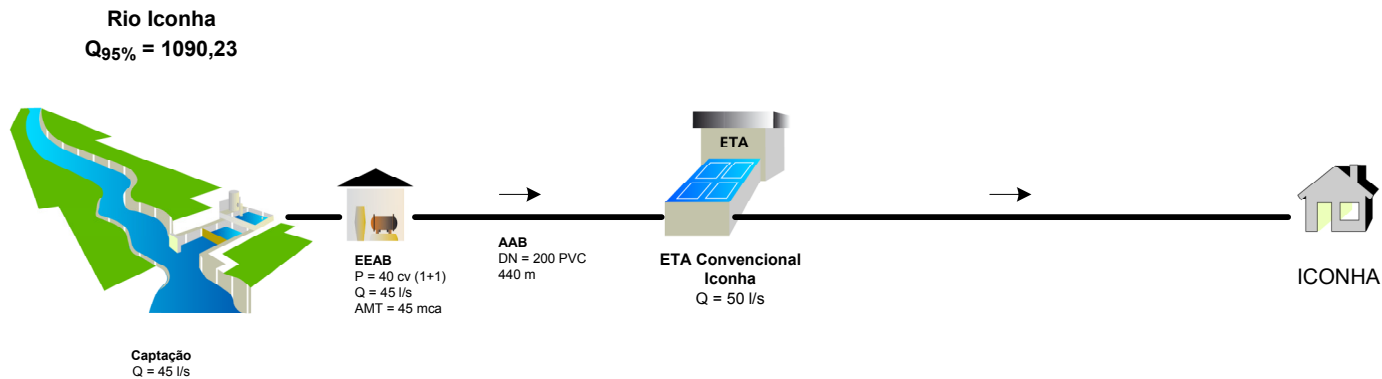 Rio Iconha
Q95% = 1090,23
ETA
EEAB
P = 40 cv (1+1)
Q = 45 l/s
AMT = 45 mca
AAB
DN = 200 PVC
440 m
ETA Convencional
Iconha
Q = 50 l/s
ICONHA
Captação
Q = 45 l/s